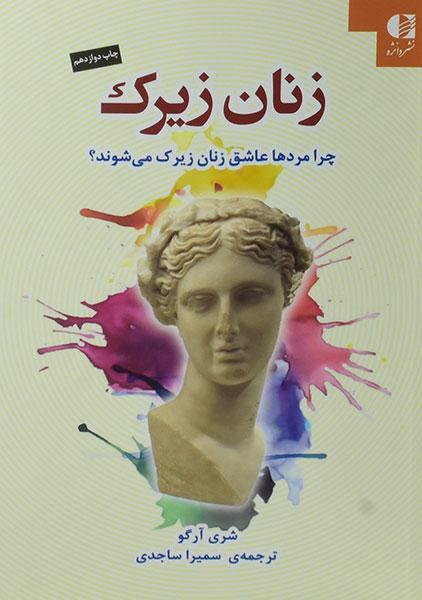 نشر دانژه
چاپ دوازدهم
زنان زیرک
چرا مردها عاشق زنان زیرک می‌شوند؟
شری آرگو
ترجمه‌ی سمیرا ساجدی